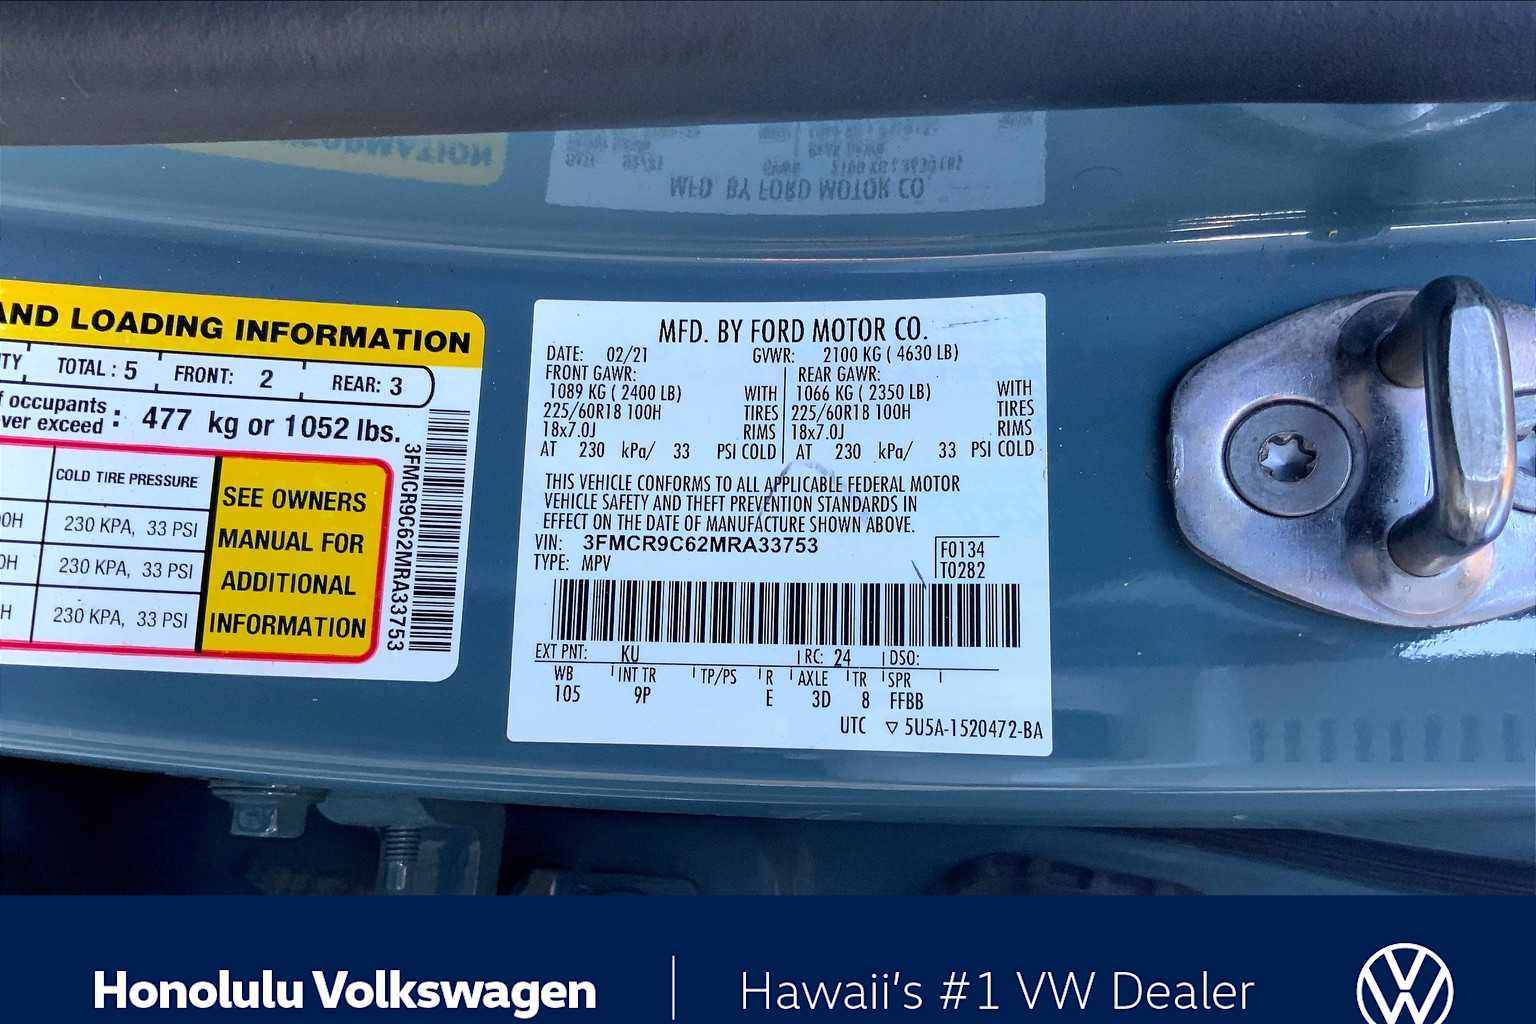 AND LOADING INFORMATION
TOTAL : 5 FRONT: 2 REAR: 3
f occupants
ver exceed : 477 kg or 1052 lbs.
COLD TIRE PRESSURE
230 KPA, 33 PSI
230 KPA, 33 PSI
230 KPA, 33 PSI
SEE OWNERS
MANUAL FOR
ADDITIONAL
INFORMATION
3FMCR9C62MRA33753
MFD. BY FORD MOTOR CO.
DATE: 02/21 GVWR: 2100 KG ( 4630 LB)
FRONT GAWR: REAR GAWR:
1089 KG ( 2400 LB) WITH 1066 KG ( 2350 LB) WITH
225/60R18 100H TIRES 225/60R18 100H TIRES
18x7.0J RIMS 18x7.0J RIMS
AT 230 kPa/ 33 PSI COLD AT 230 kPa/ 33 PSI COLD
THIS VEHICLE CONFORMS TO ALL APPLICABLE FEDERAL MOTOR
VEHICLE SAFETY AND THEFT PREVENTION STANDARDS IN
EFFECT ON THE DATE OF MANUFACTURE SHOWN ABOVE.
VIN: 3FMCR9C62MRA33753 F0134
TYPE: MPV T0282
EXT PNT: KU RC: 24 DSO:
WB INT TR TP/PS R AXLE TR SPR
105 9P E 3D 8 FFBB
UTC ▽ 5U5A-1520472-BA
Honolulu Volkswagen | Hawaii's #1 VW Dealer